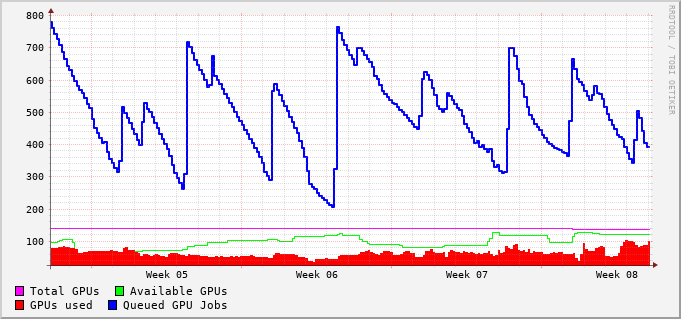 800
700
600
500
400
300
200
100
Week 05 Week 06 Week 07 Week 08
Total GPUs Available GPUs
GPUs used Queued GPU Jobs
RRDTOOL / TOBI OETIKER